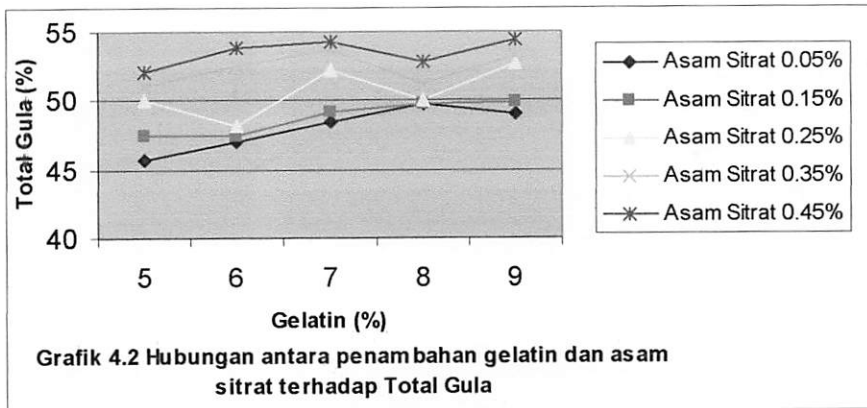 55
50
45
40
Total Gula (%)
5 6 7 8 9
Gelatin (%)
Asam Sitrat 0.05%
Asam Sitrat 0.15%
Asam Sitrat 0.25%
Asam Sitrat 0.35%
Asam Sitrat 0.45%
Grafik 4.2 Hubungan antara penambahan gelatin dan asam
sitrat terhadap Total Gula